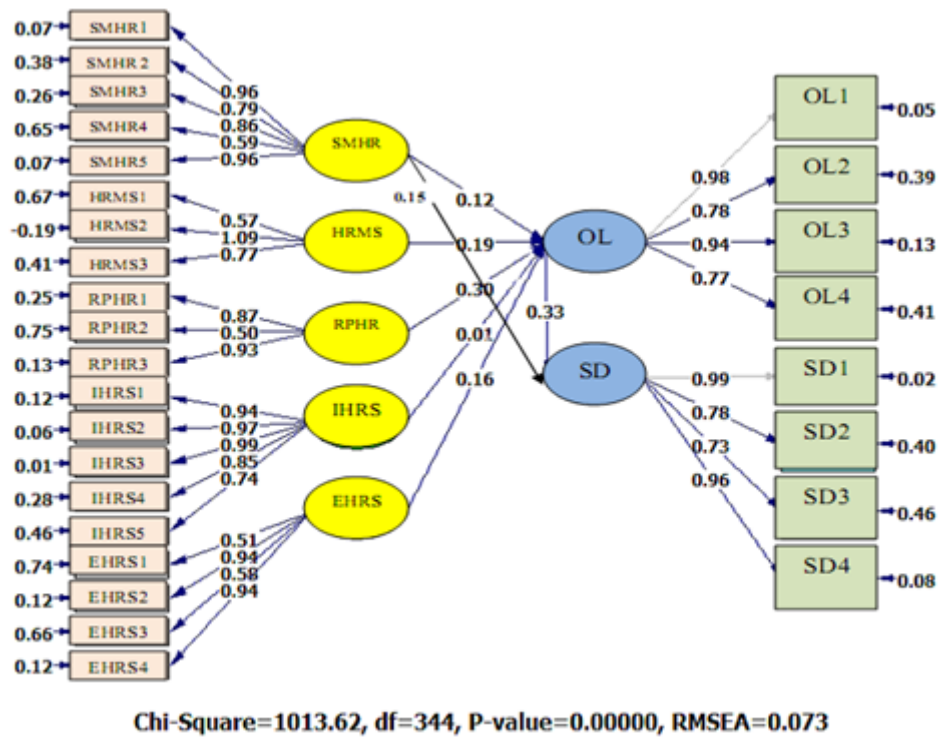 0.07 SMHR1
0.38 SMHR 2
0.26 SMHR3
0.65 SMHR4
0.07 SMHR5
0.67 HRMS1
-0.19 HRMS2
0.41 HRMS3
0.25 RPHR1
0.75 RPHR2
0.13 RPHR3
0.12 IHRS1
0.06 IHRS2
0.01 IHRS3
0.28 IHRS4
0.46 IHRS5
0.74 EHRS1
0.12 EHRS2
0.66 EHRS3
0.12 EHRS4
0.96
0.79
0.86
0.59
0.96
0.57
1.09
0.77
0.87
0.50
0.93
0.94
0.97
0.99
0.85
0.74
0.51
0.94
0.58
0.94
SMHR
HRMS
RPHR
IHRS
EHRS
0.15
0.12
0.19
0.30
0.01
0.16
0.33
OL
SD
0.98
0.78
0.94
0.77
0.99
0.78
0.73
0.96
OL1 0.05
OL2 0.39
OL3 0.13
OL4 0.41
SD1 0.02
SD2 0.40
SD3 0.46
SD4 0.08
Chi-Square=1013.62, df=344, P-value=0.00000, RMSEA=0.073